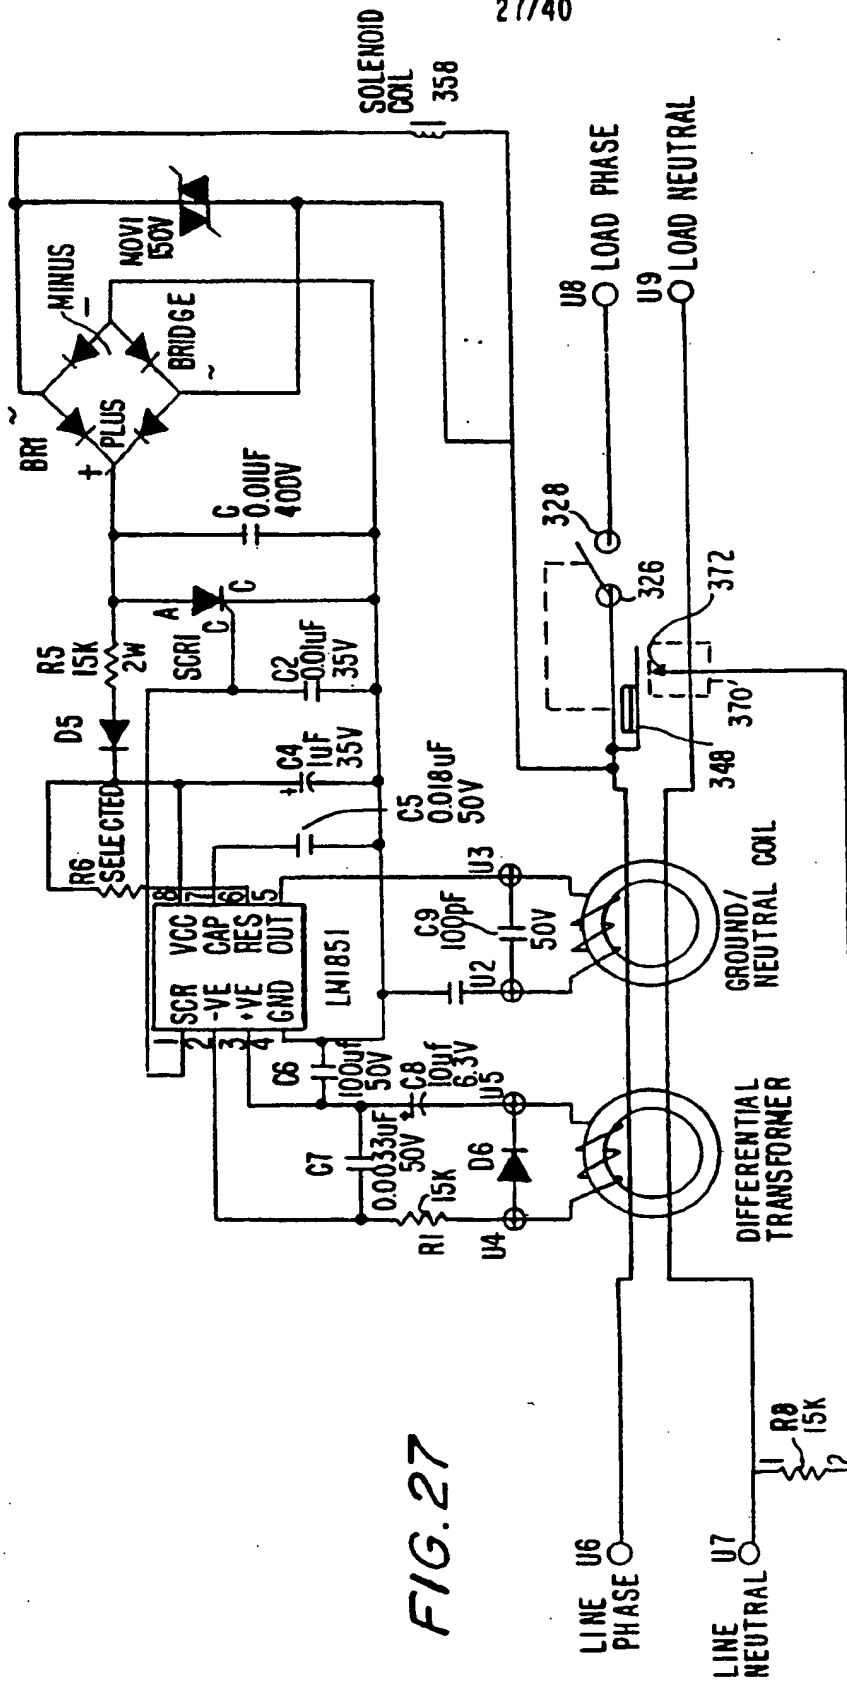 27/40
SOLENOID
COIL
358
MOV1
150V
MINUS
−
BRIDGE
~
~
BR1
PLUS
+
C
0.01UF
400V
A
C
C
SCR1
R5
15K
2W
C2
0.01uF
35V
D5
+
C4
1uF
35V
SELECTED
R6
C5
0.018uF
50V
8
7
6
5
VCC
CAP
RES
OUT
SCR
-VE
+VE
GND
1
2
3
4
LM1851
U3
C9
100pF
50V
U2
C6
100uf
50V
C8
10uf
6.3V
+
U5
C7
0.0033uF
50V
D6
R1
15K
U4
GROUND/
NEUTRAL COIL
DIFFERENTIAL
TRANSFORMER
U8
LOAD PHASE
U9
LOAD NEUTRAL
328
326
372
370'
348
LINE
PHASE
U6
LINE
NEUTRAL
U7
1
R8
15K
2
FIG.27